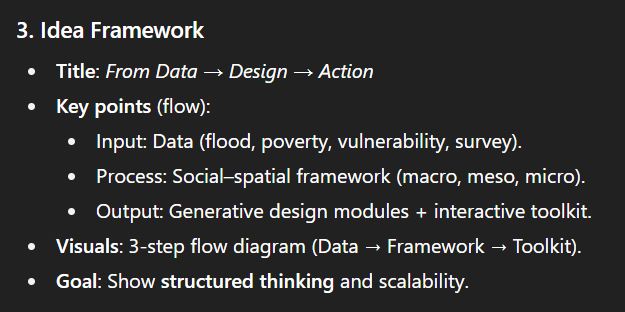 3. Idea Framework
• Title: From Data → Design → Action
• Key points (flow):
• Input: Data (flood, poverty, vulnerability, survey).
• Process: Social–spatial framework (macro, meso, micro).
• Output: Generative design modules + interactive toolkit.
• Visuals: 3-step flow diagram (Data → Framework → Toolkit).
• Goal: Show structured thinking and scalability.